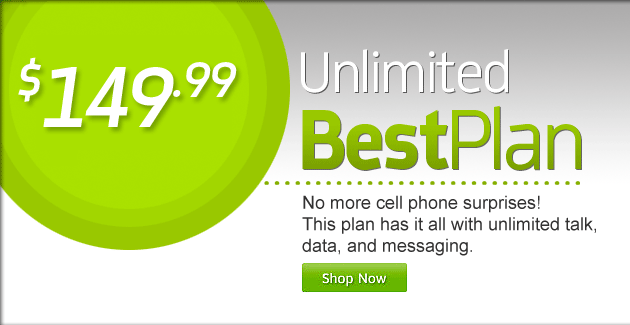 $149.99
Unlimited
BestPlan
No more cell phone surprises!
This plan has it all with unlimited talk,
data, and messaging.
Shop Now